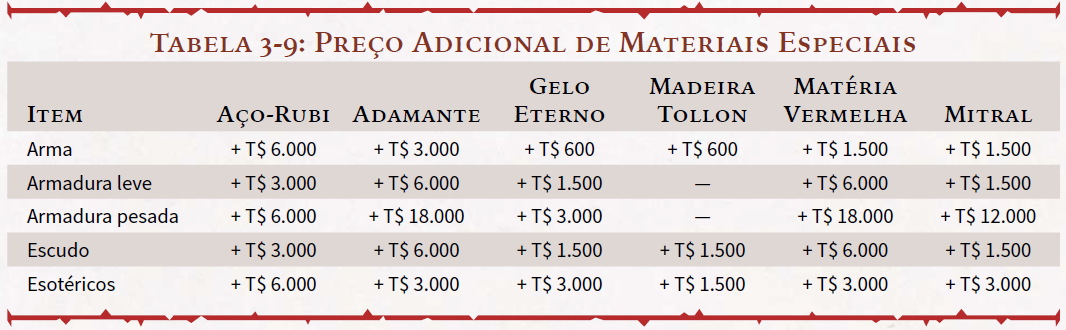 Tabela 3-9: Preço Adicional de Materiais Especiais
Item Aço-Rubi Adamante Gelo Eterno Madeira Tollon Matéria Vermelha Mitral
Arma + T$ 6.000 + T$ 3.000 + T$ 600 + T$ 600 + T$ 1.500 + T$ 1.500
Armadura leve + T$ 3.000 + T$ 6.000 + T$ 1.500 — + T$ 6.000 + T$ 1.500
Armadura pesada + T$ 6.000 + T$ 18.000 + T$ 3.000 — + T$ 18.000 + T$ 12.000
Escudo + T$ 3.000 + T$ 6.000 + T$ 1.500 + T$ 1.500 + T$ 6.000 + T$ 1.500
Esotéricos + T$ 6.000 + T$ 3.000 + T$ 3.000 + T$ 1.500 + T$ 3.000 + T$ 3.000